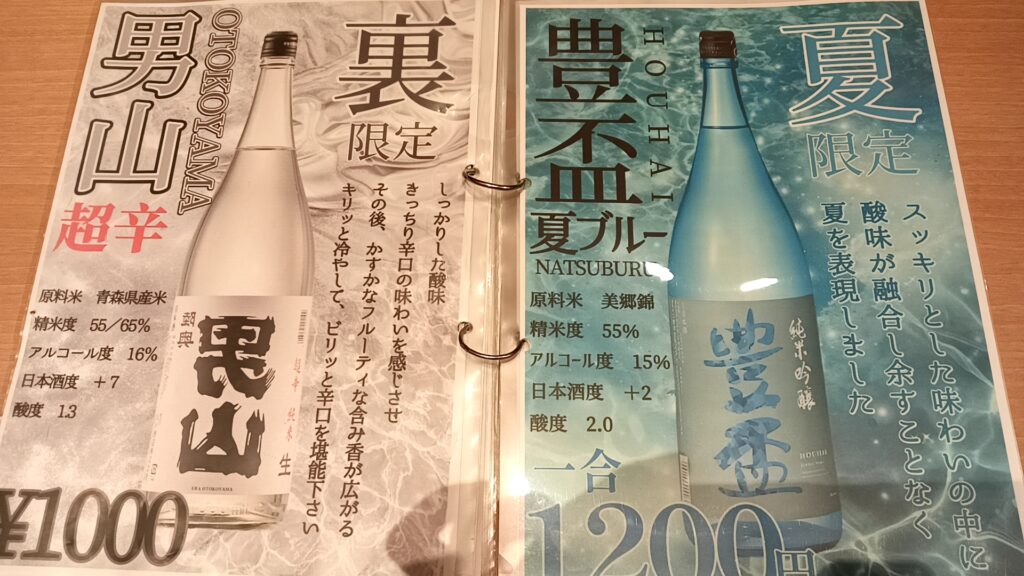 裏
限定
男山
OTOKOYAMA
超辛
しっかりした酸味
きっちり辛口の味わいを感じさせ
その後、かすかなフルーティな含み香が広がる
キリッと冷やして、ピリッと辛口を堪能下さい
原料米 青森県産米
精米度 55/65%
アルコール度 16%
日本酒度 +7
酸度 1.3
男山
超辛 純米 生
¥1000
夏
限定
豊盃
HOUHAI
夏ブルー
NATSUBURU
スッキリとした味わいの中に
酸味が融合し余すことなく
夏を表現しました
原料米 美郷錦
精米度 55%
アルコール度 15%
日本酒度 +2
酸度 2.0
純米吟醸
豊盃
HOUHAI
一合
1200円